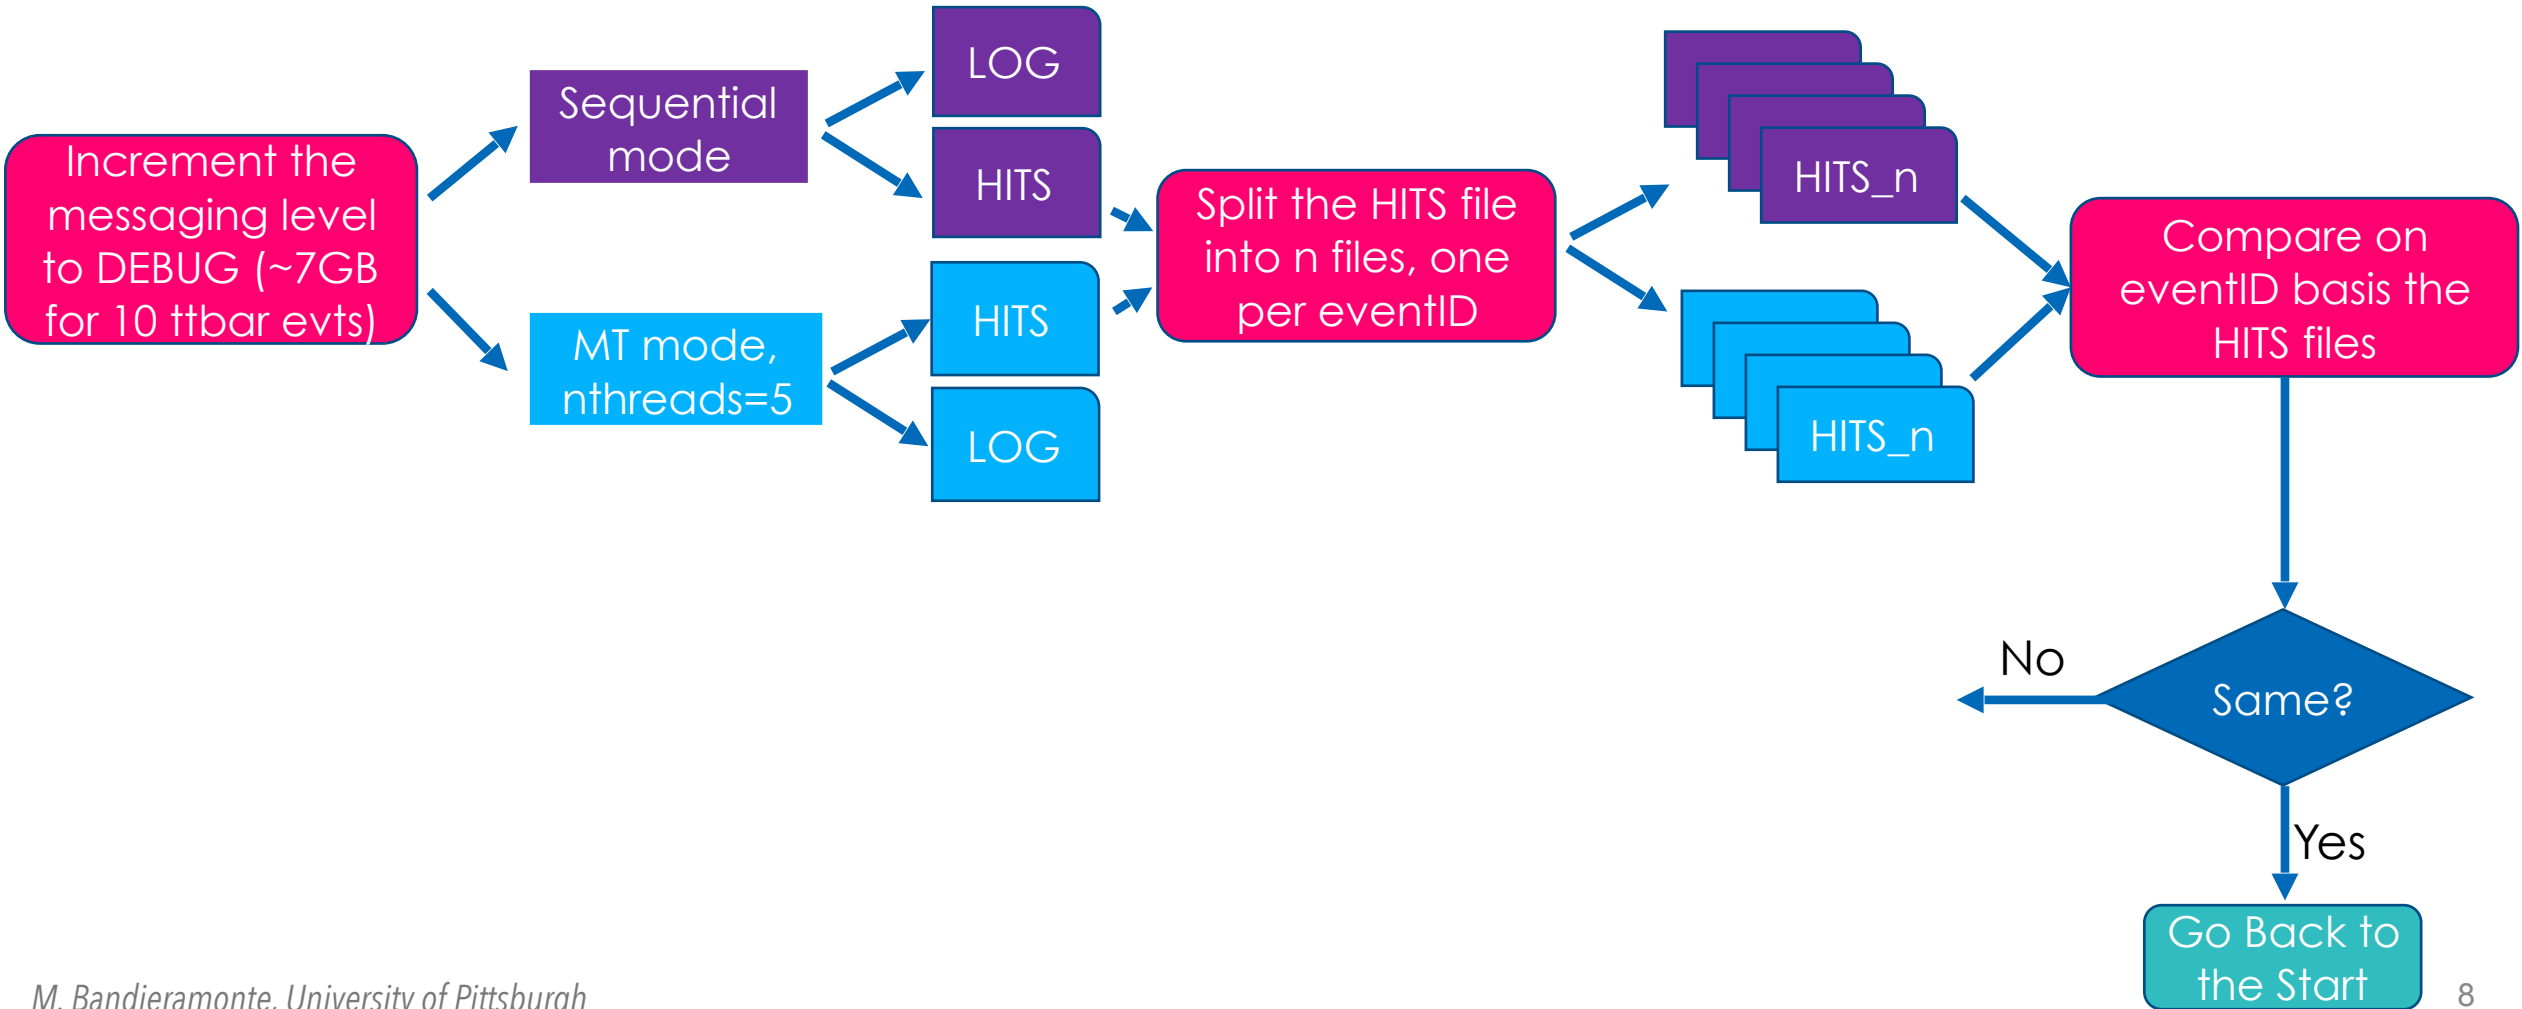 Increment the
messaging level
to DEBUG (~7GB
for 10 ttbar evts)
Sequential
mode
MT mode,
nthreads=5
LOG
HITS
HITS
LOG
Split the HITS file
into n files, one
per eventID
HITS_n
HITS_n
Compare on
eventID basis the
HITS files
Same?
No
Yes
Go Back to
the Start
M. Bandieramonte, University of Pittsburgh
8